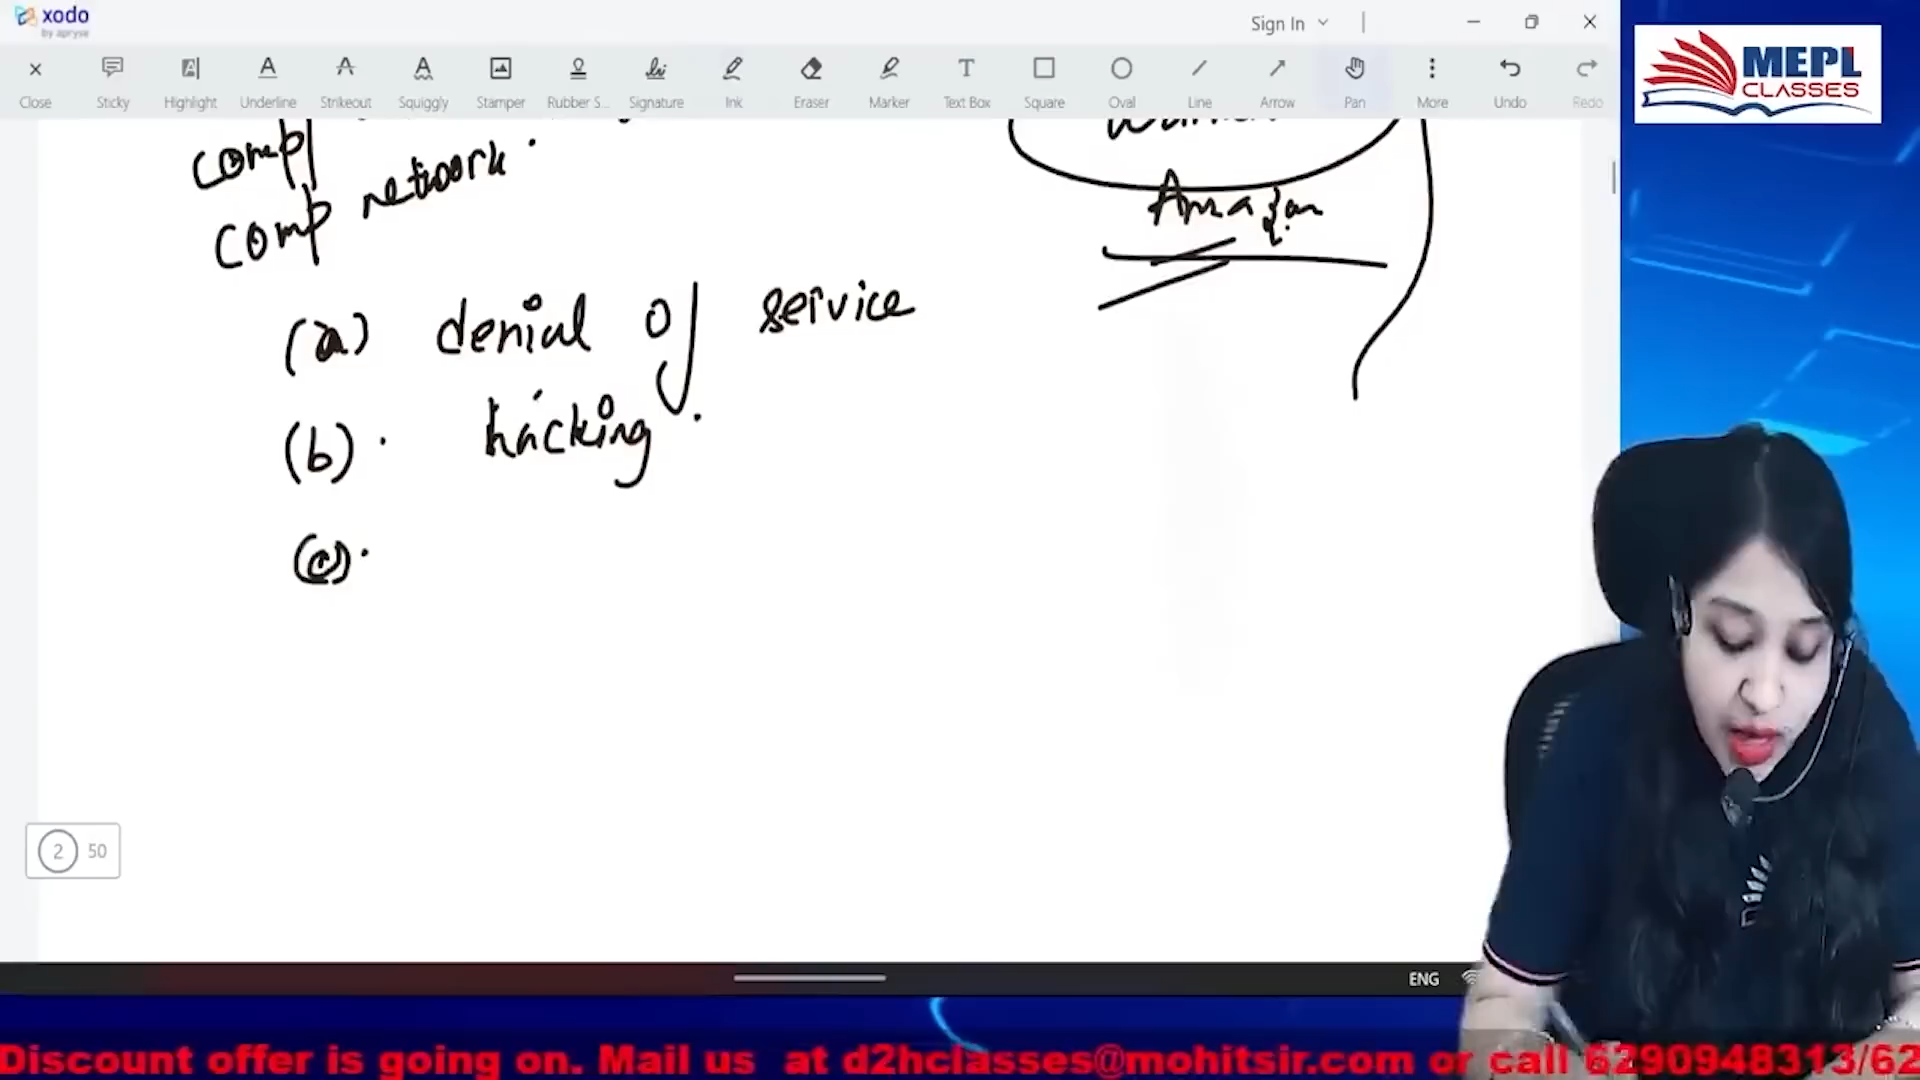 xodo
by apryse
Sign In
MEPL
CLASSES
Close Sticky Highlight Underline Strikeout Squiggly Stamper Rubber S... Signature Ink Eraser Marker Text Box Square Oval Line Arrow Pan More Undo Redo
comp
comp network.
Amazon
(a) denial of service
(b). hacking.
(c).
2 50
ENG
Discount offer is going on. Mail us at d2hclasses@mohitsir.com or call 6290948313/62